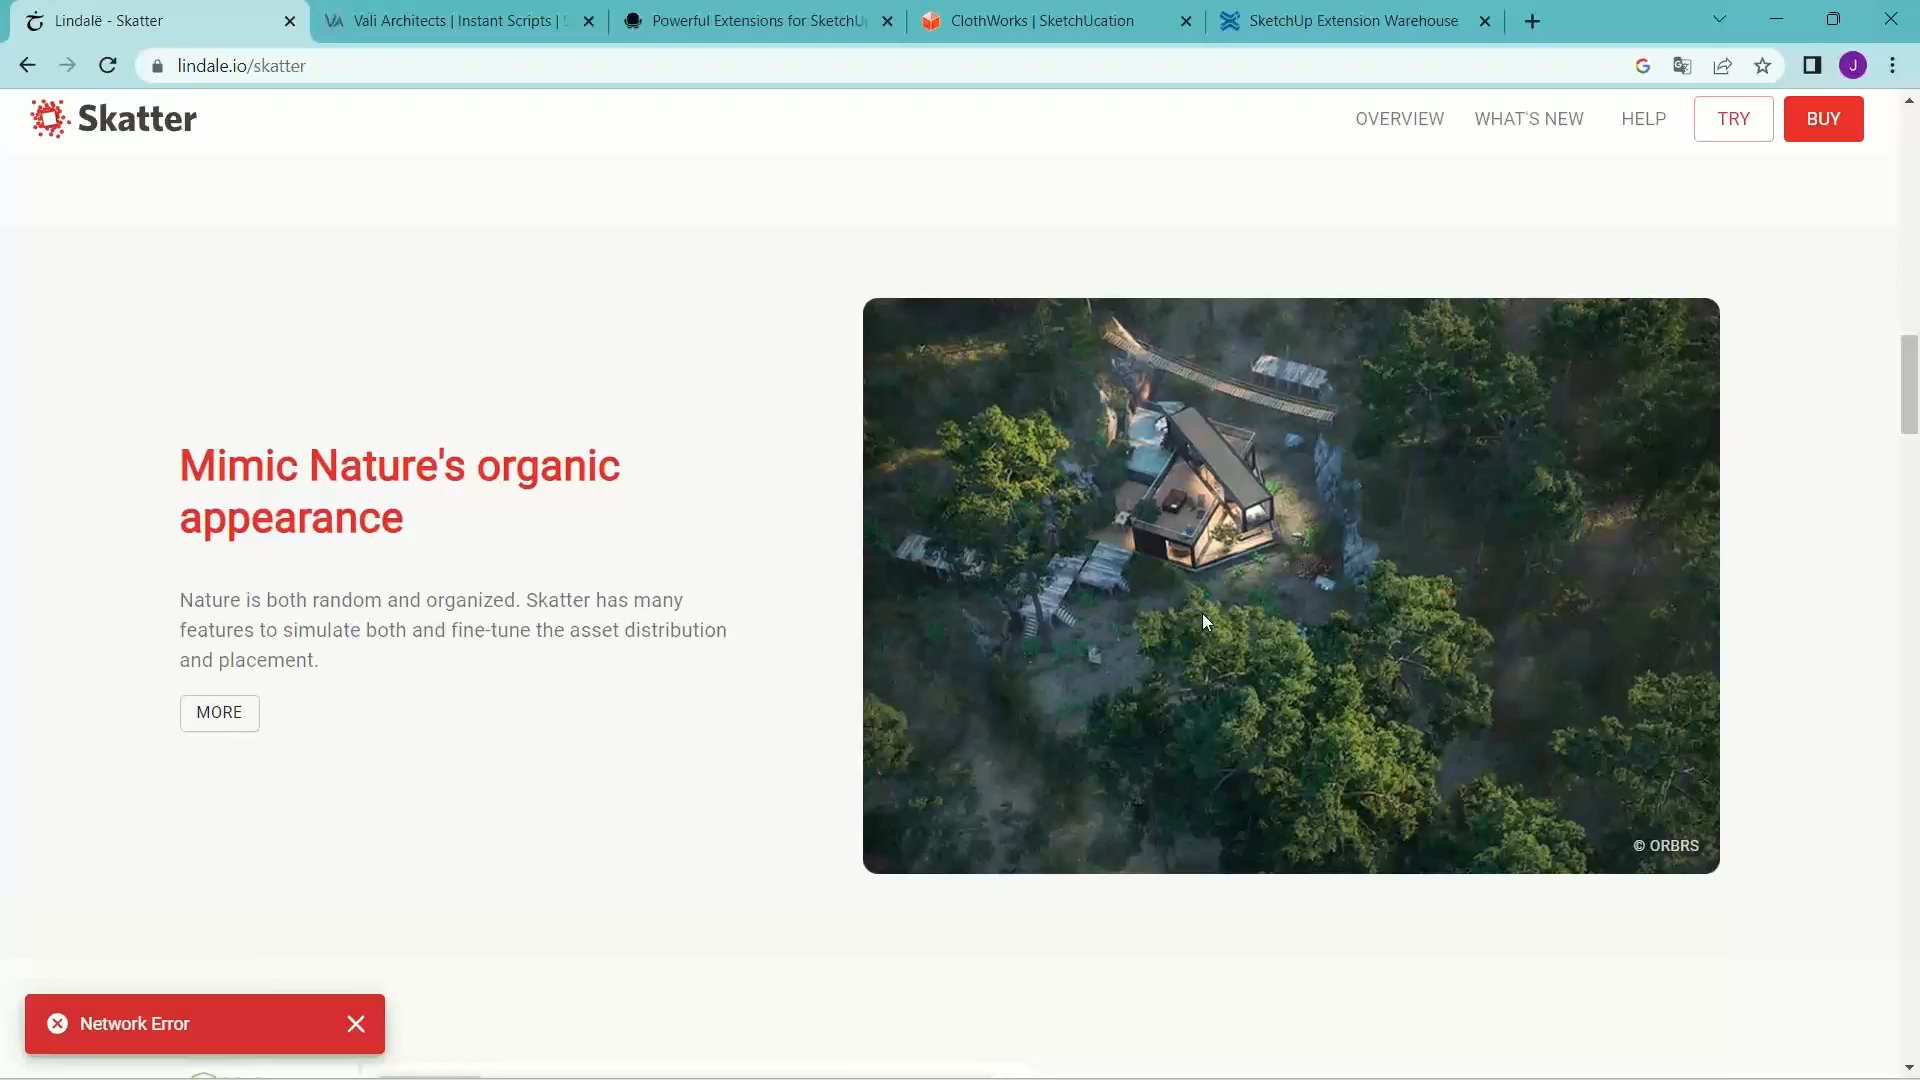 Lindalë - Skatter
Vali Architects | Instant Scripts |
Powerful Extensions for SketchU
ClothWorks | SketchUcation
SketchUp Extension Warehouse
lindale.io/skatter
J
Skatter
OVERVIEW
WHAT'S NEW
HELP
TRY
BUY
Mimic Nature's organic
appearance
Nature is both random and organized. Skatter has many
features to simulate both and fine-tune the asset distribution
and placement.
MORE
© ORBRS
Network Error